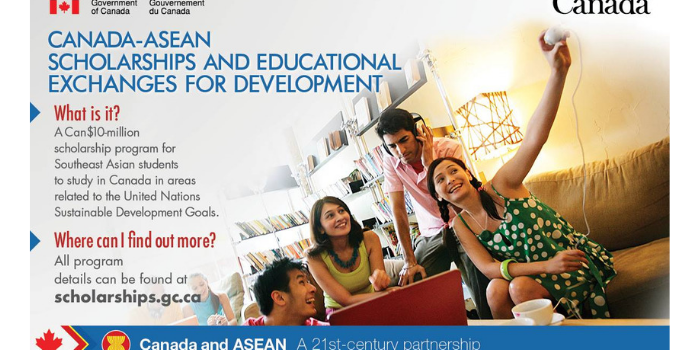 Government Gouvernement
of Canada du Canada
Canada
CANADA-ASEAN
SCHOLARSHIPS AND EDUCATIONAL
EXCHANGES FOR DEVELOPMENT
What is it?
A Can$10-million
scholarship program for
Southeast Asian students
to study in Canada in areas
related to the United Nations
Sustainable Development Goals.
Where can I find out more?
All program
details can be found at
scholarships.gc.ca
Canada and ASEAN A 21st-century partnership